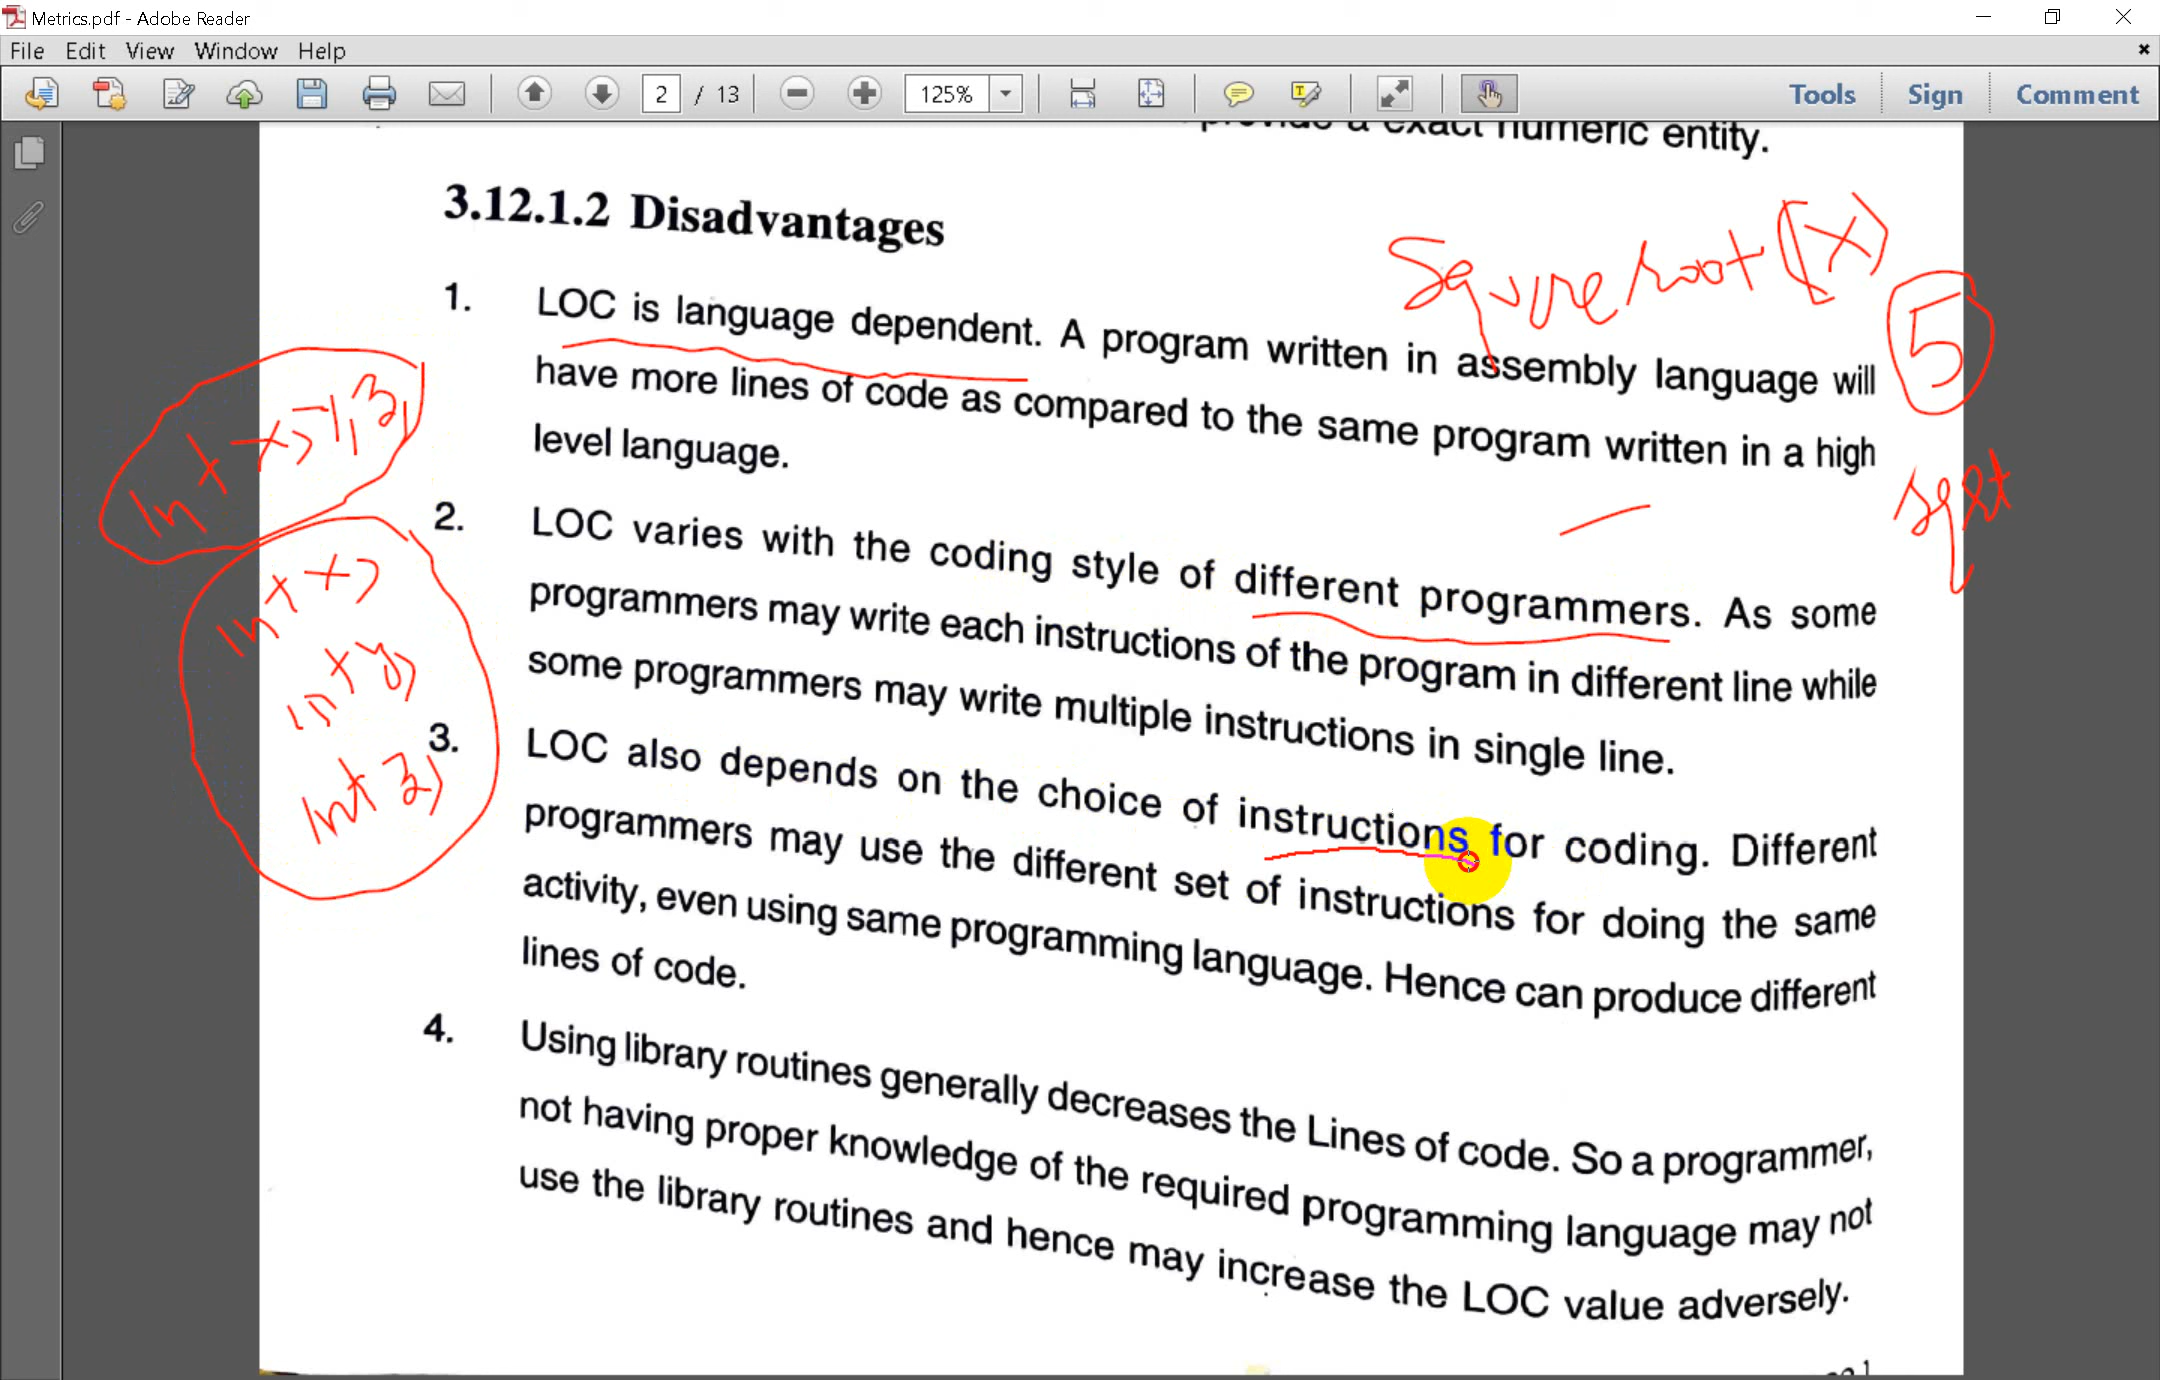 Metrics.pdf - Adobe Reader
File Edit View Window Help
2 / 13 125% Tools Sign Comment
provide a exact numeric entity.
3.12.1.2 Disadvantages
Squre root (x)
5
1. LOC is language dependent. A program written in assembly language will
have more lines of code as compared to the same program written in a high
level language.
int x, y, z,
sqrt
2. LOC varies with the coding style of different programmers. As some
programmers may write each instructions of the program in different line while
some programmers may write multiple instructions in single line.
int x;
int y;
int z;
3. LOC also depends on the choice of instructions for coding. Different
programmers may use the different set of instructions for doing the same
activity, even using same programming language. Hence can produce different
lines of code.
4. Using library routines generally decreases the Lines of code. So a programmer,
not having proper knowledge of the required programming language may not
use the library routines and hence may increase the LOC value adversely.